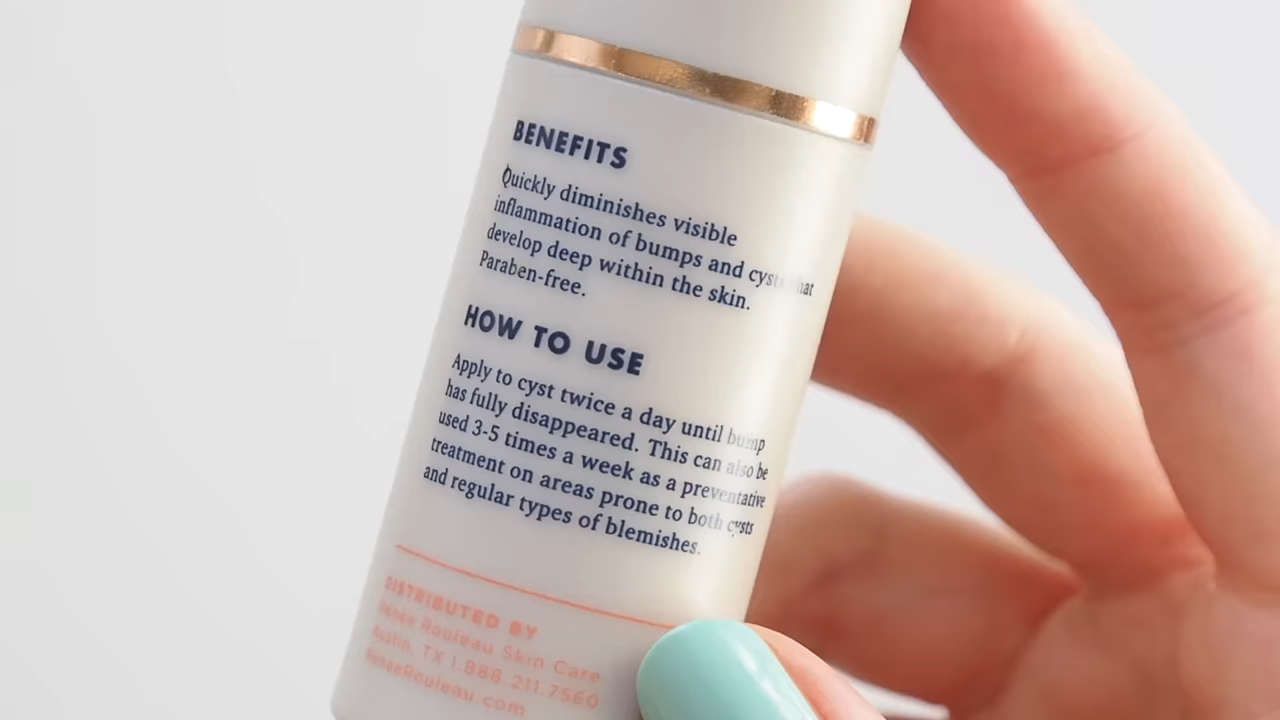 BENEFITS
Quickly diminishes visible
inflammation of bumps and cysts that
develop deep within the skin.
Paraben-free.
HOW TO USE
Apply to cyst twice a day until bump
has fully disappeared. This can also be
used 3-5 times a week as a preventative
treatment on areas prone to both cysts
and regular types of blemishes.
DISTRIBUTED BY
Renée Rouleau Skin Care
Austin, TX 1.888.211.7560
ReneeRouleau.com